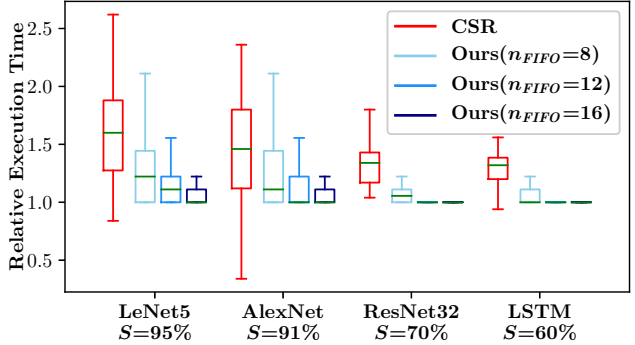 Relative Execution Time
2.5
2.0
1.5
1.0
0.5
CSR
Ours(n_FIFO=8)
Ours(n_FIFO=12)
Ours(n_FIFO=16)
LeNet5 AlexNet ResNet32 LSTM
S=95% S=91% S=70% S=60%